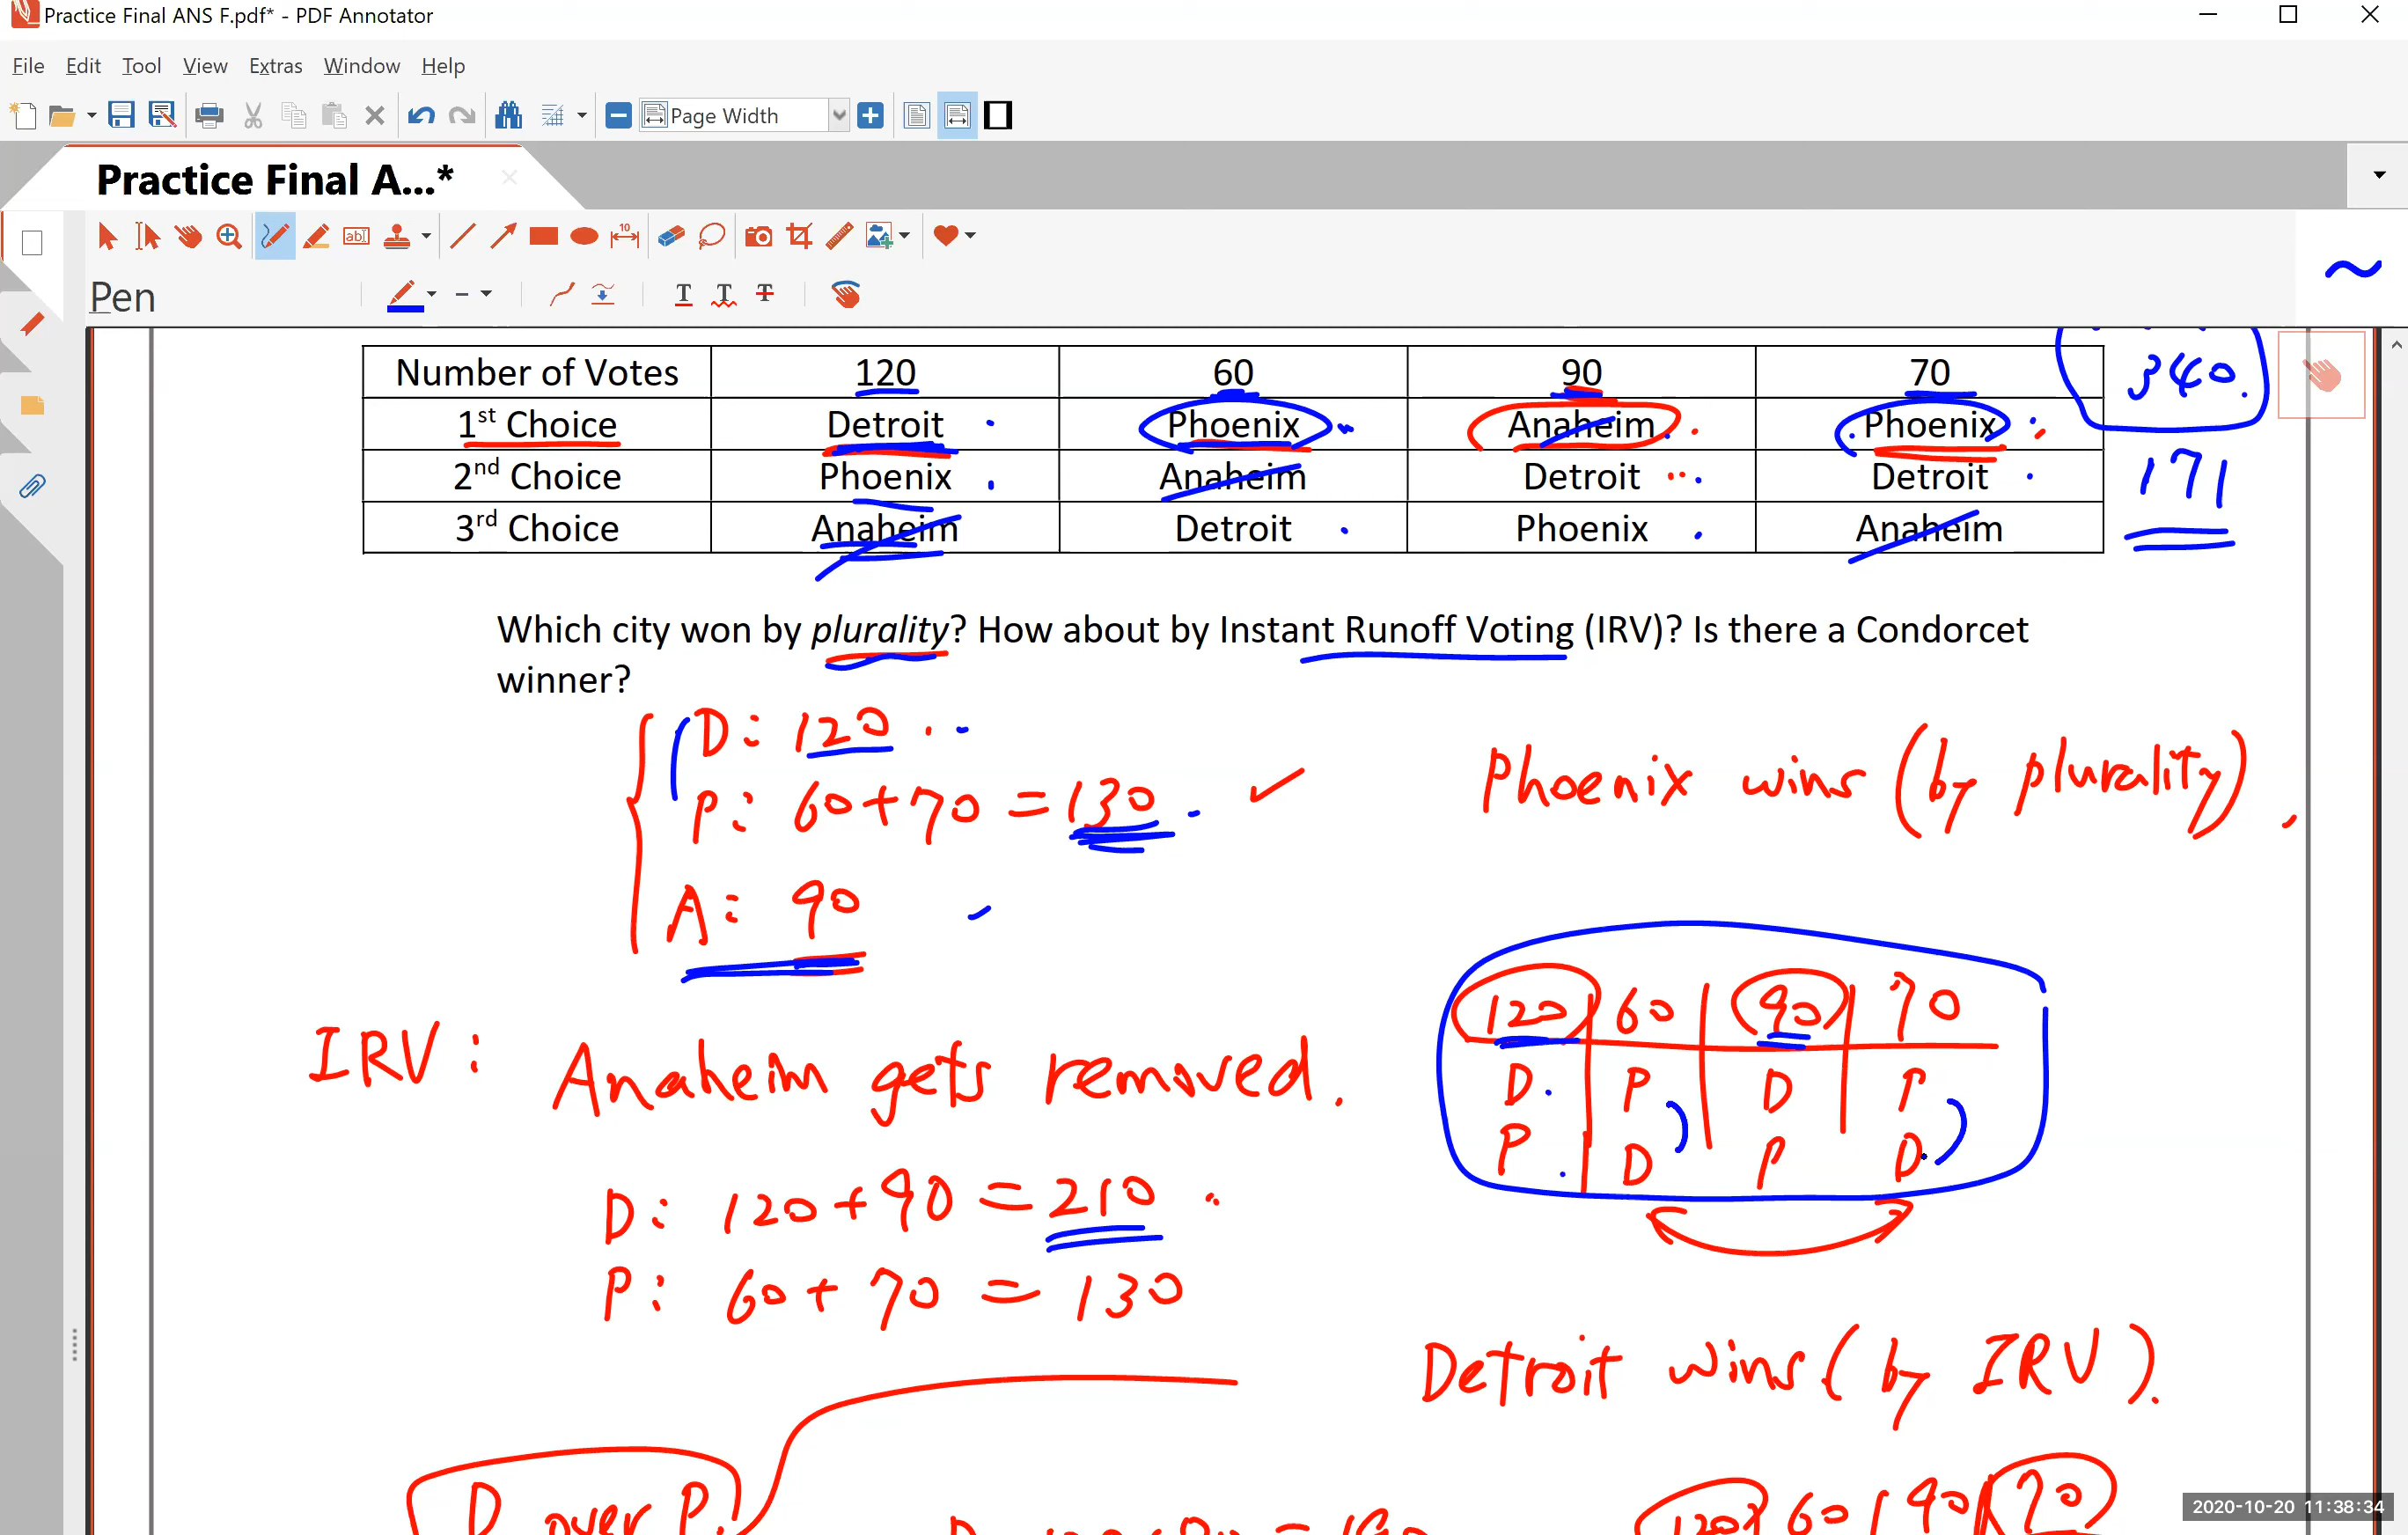 Practice Final ANS F.pdf* - PDF Annotator
File Edit Tool View Extras Window Help
Page Width
Practice Final A...*
Pen
Number of Votes 120 60 90 70
1st Choice Detroit Phoenix Anaheim Phoenix
2nd Choice Phoenix Anaheim Detroit Detroit
3rd Choice Anaheim Detroit Phoenix Anaheim
340.
171
Which city won by plurality? How about by Instant Runoff Voting (IRV)? Is there a Condorcet
winner?
D: 120
P: 60+70 = 130 ✓
A: 90
Phoenix wins (by plurality).
120 60 90 70
D P D P
P D P D
IRV: Anaheim gets removed.
D: 120+90 = 210
P: 60+70 = 130
Detroit wins (by IRV).
D over P.
120 60 90 70
2020-10-20 11:38:34